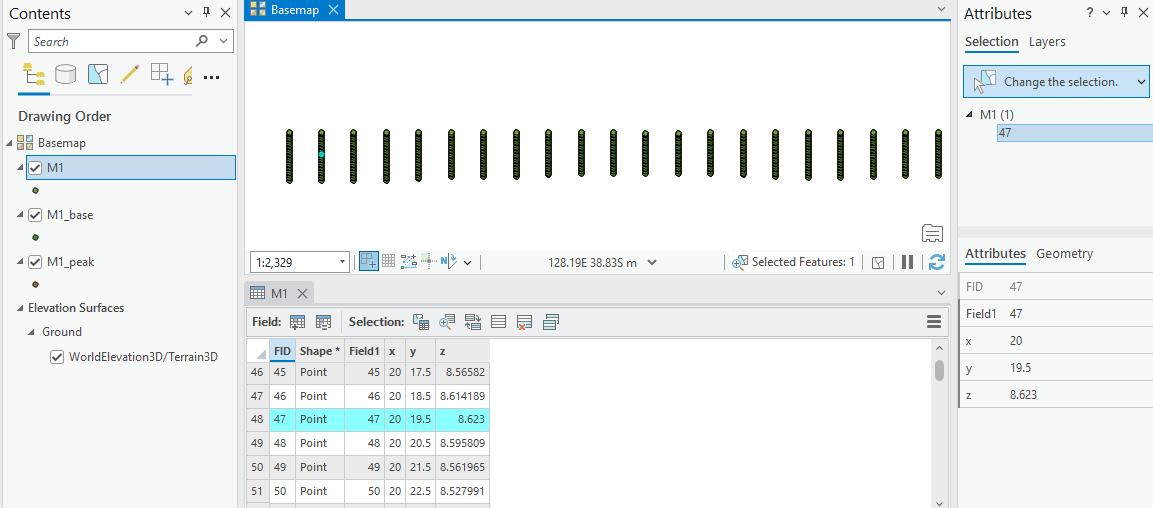 Contents
Search
Drawing Order
Basemap
M1
M1_base
M1_peak
Elevation Surfaces
Ground
WorldElevation3D/Terrain3D
Basemap
1:2,329
128.19E 38.83S m
Selected Features: 1
M1
Field:
Selection:
FID Shape * Field1 x y z
46 45 Point 45 20 17.5 8.56582
47 46 Point 46 20 18.5 8.614189
48 47 Point 47 20 19.5 8.623
49 48 Point 48 20 20.5 8.595809
50 49 Point 49 20 21.5 8.561965
51 50 Point 50 20 22.5 8.527991
Attributes
?
Selection Layers
Change the selection.
M1 (1)
47
Attributes Geometry
FID 47
Field1 47
x 20
y 19.5
z 8.623